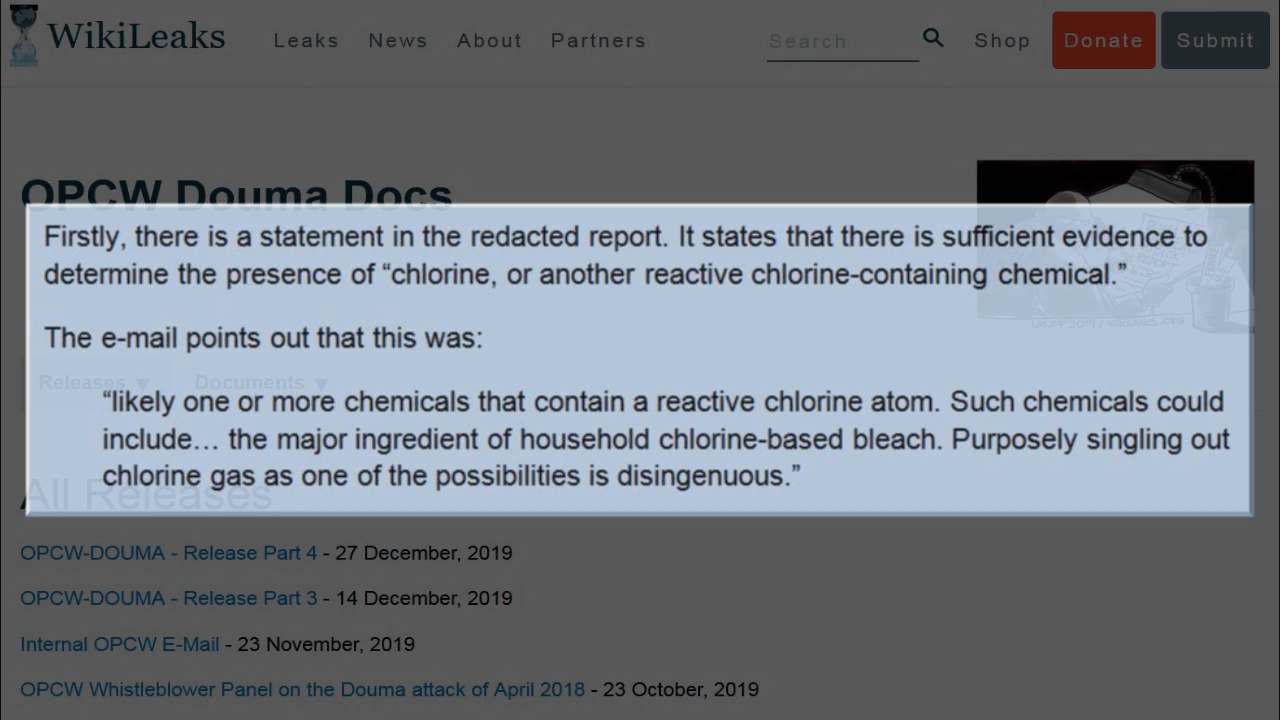 WikiLeaks Leaks News About Partners Search Shop Donate Submit
OPCW Douma Docs
Firstly, there is a statement in the redacted report. It states that there is sufficient evidence to
determine the presence of “chlorine, or another reactive chlorine-containing chemical.”
The e-mail points out that this was:
Releases ▼ Documents ▼
“likely one or more chemicals that contain a reactive chlorine atom. Such chemicals could
include… the major ingredient of household chlorine-based bleach. Purposely singling out
chlorine gas as one of the possibilities is disingenuous.”
All Releases
OPCW-DOUMA - Release Part 4 - 27 December, 2019
OPCW-DOUMA - Release Part 3 - 14 December, 2019
Internal OPCW E-Mail - 23 November, 2019
OPCW Whistleblower Panel on the Douma attack of April 2018 - 23 October, 2019